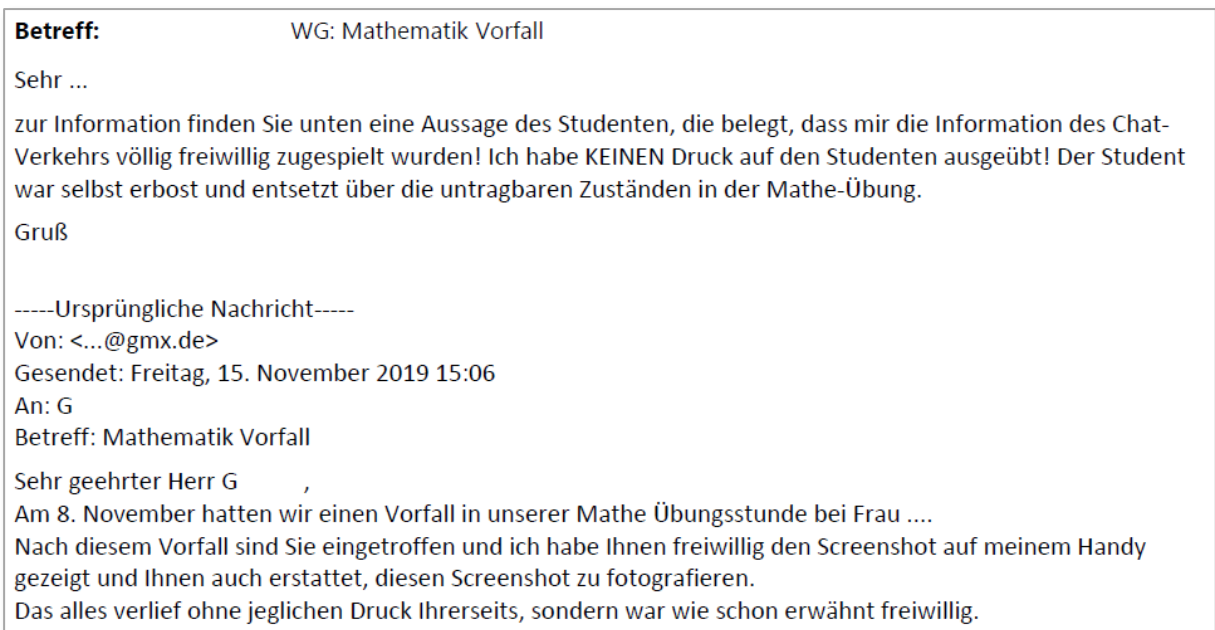 Betreff: WG: Mathematik Vorfall
Sehr ...
zur Information finden Sie unten eine Aussage des Studenten, die belegt, dass mir die Information des Chat-
Verkehrs völlig freiwillig zugespielt wurden! Ich habe KEINEN Druck auf den Studenten ausgeübt! Der Student
war selbst erbost und entsetzt über die untragbaren Zuständen in der Mathe-Übung.
Gruß
-----Ursprüngliche Nachricht-----
Von: <...@gmx.de>
Gesendet: Freitag, 15. November 2019 15:06
An: G
Betreff: Mathematik Vorfall
Sehr geehrter Herr G ,
Am 8. November hatten wir einen Vorfall in unserer Mathe Übungsstunde bei Frau ....
Nach diesem Vorfall sind Sie eingetroffen und ich habe Ihnen freiwillig den Screenshot auf meinem Handy
gezeigt und Ihnen auch erstattet, diesen Screenshot zu fotografieren.
Das alles verlief ohne jeglichen Druck Ihrerseits, sondern war wie schon erwähnt freiwillig.